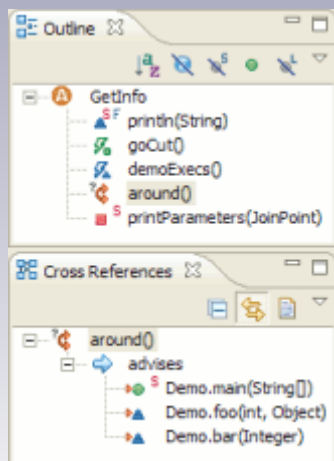 Outline
GetInfo
S F println(String)
goCut()
demoExecs()
around()
S printParameters(JoinPoint)
Cross References
around()
advises
S Demo.main(String[])
Demo.foo(int, Object)
Demo.bar(Integer)